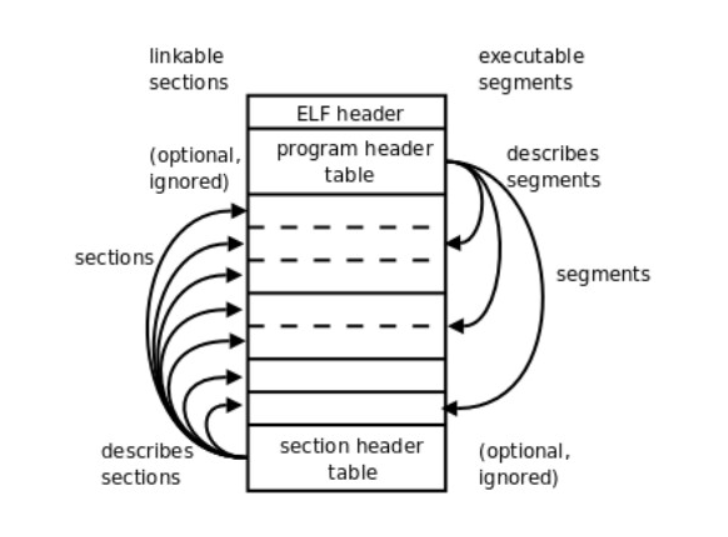 linkable
sections
executable
segments
ELF header
(optional,
ignored)
program header
table
describes
segments
sections
segments
describes
sections
section header
table
(optional,
ignored)